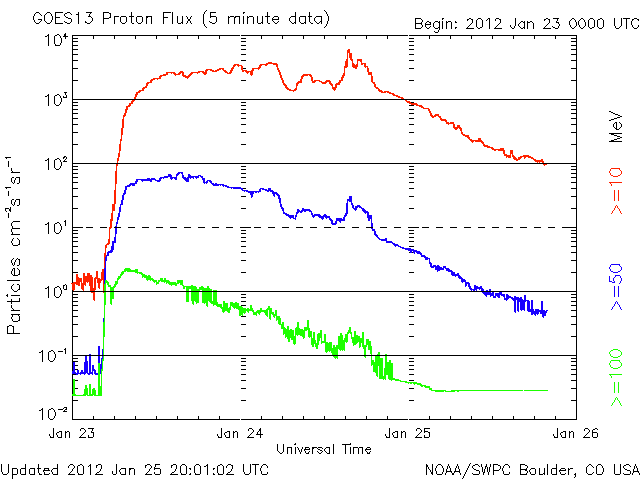 GOES13 Proton Flux (5 minute data)
Begin: 2012 Jan 23 0000 UTC
10⁴
10³
10²
10¹
10⁰
10⁻¹
10⁻²
Particles cm⁻²s⁻¹sr⁻¹
MeV
>=10
>=50
>=100
Jan 23
Jan 24
Jan 25
Jan 26
Universal Time
Updated 2012 Jan 25 20:01:02 UTC
NOAA/SWPC Boulder, CO USA